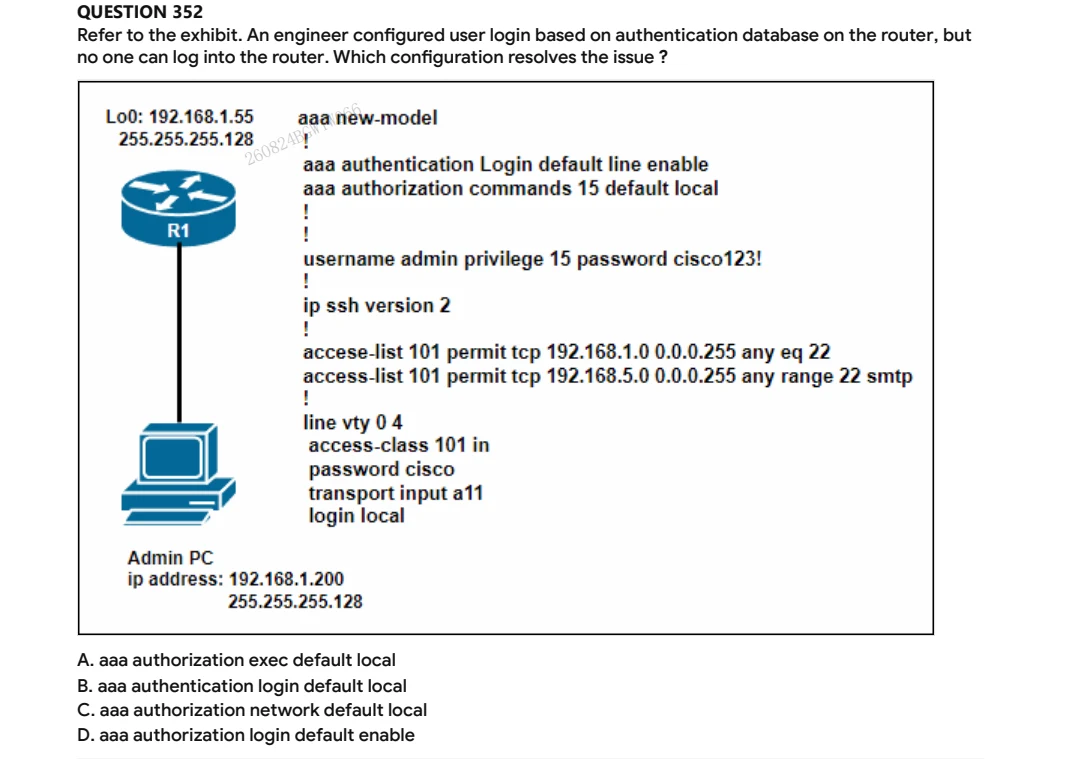 QUESTION 352
Refer to the exhibit. An engineer configured user login based on authentication database on the router, but
no one can log into the router. Which configuration resolves the issue ?
Lo0: 192.168.1.55
255.255.255.128
R1
aaa new-model
!
aaa authentication Login default line enable
aaa authorization commands 15 default local
!
!
username admin privilege 15 password cisco123!
!
ip ssh version 2
!
accese-list 101 permit tcp 192.168.1.0 0.0.0.255 any eq 22
access-list 101 permit tcp 192.168.5.0 0.0.0.255 any range 22 smtp
!
line vty 0 4
access-class 101 in
password cisco
transport input a11
login local
Admin PC
ip address: 192.168.1.200
255.255.255.128
A. aaa authorization exec default local
B. aaa authentication login default local
C. aaa authorization network default local
D. aaa authorization login default enable